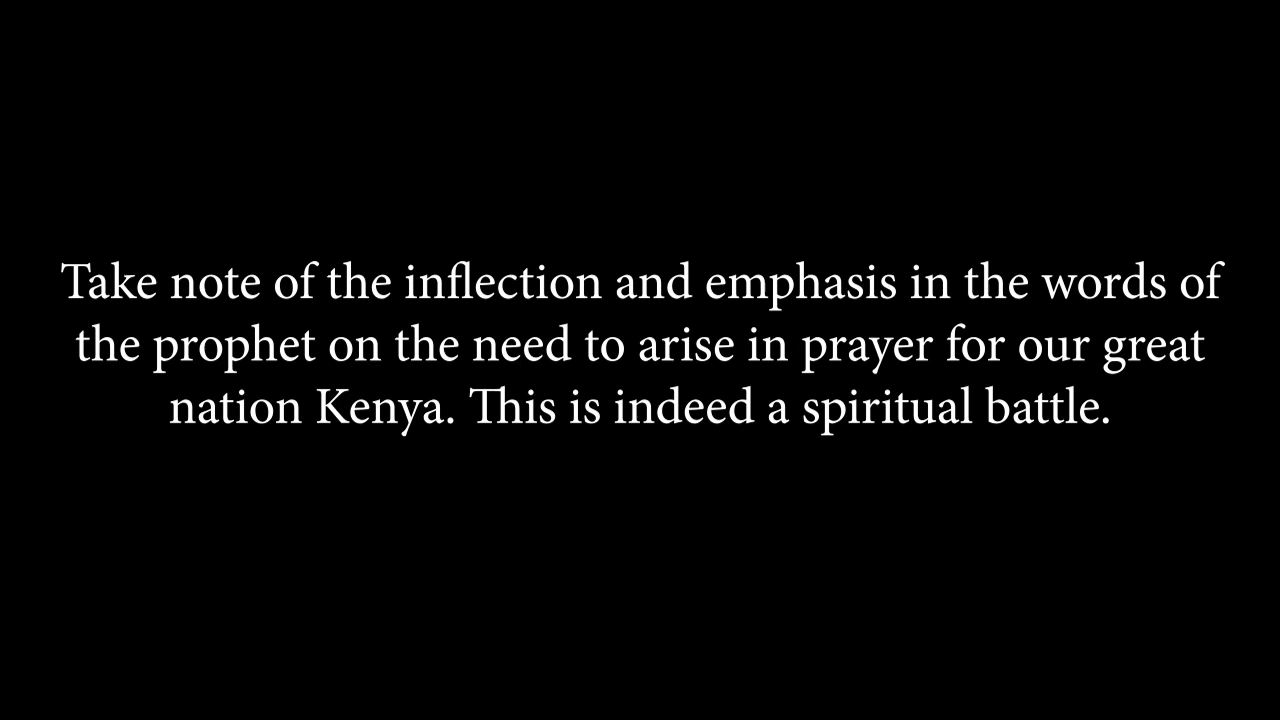 Take note of the inflection and emphasis in the words of
the prophet on the need to arise in prayer for our great
nation Kenya. This is indeed a spiritual battle.